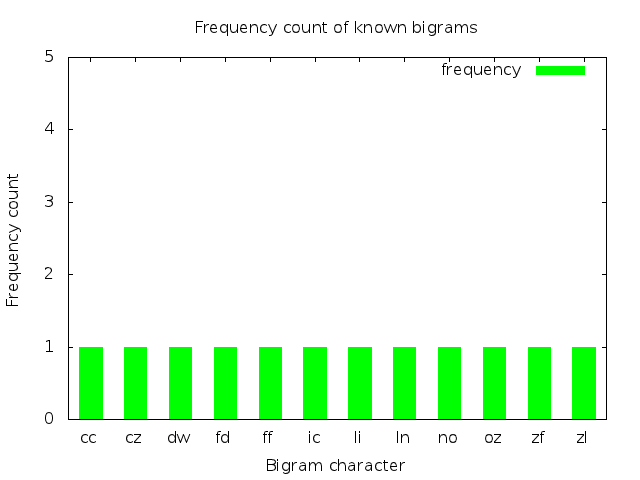 Frequency count of known bigrams
frequency
5
4
3
2
1
0
Frequency count
cc cz dw fd ff ic li ln no oz zf zl
Bigram character